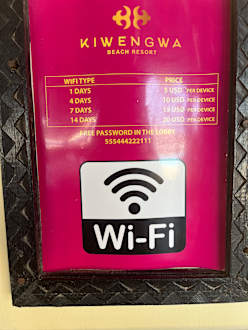 KIWENGWA
BEACH RESORT
WIFI TYPE PRICE
1 DAYS 5 USD PER DEVICE
4 DAYS 10 USD PER DEVICE
7 DAYS 15 USD PER DEVICE
14 DAYS 20 USD PER DEVICE
FREE PASSWORD IN THE LOBBY
555444222111
Wi-Fi